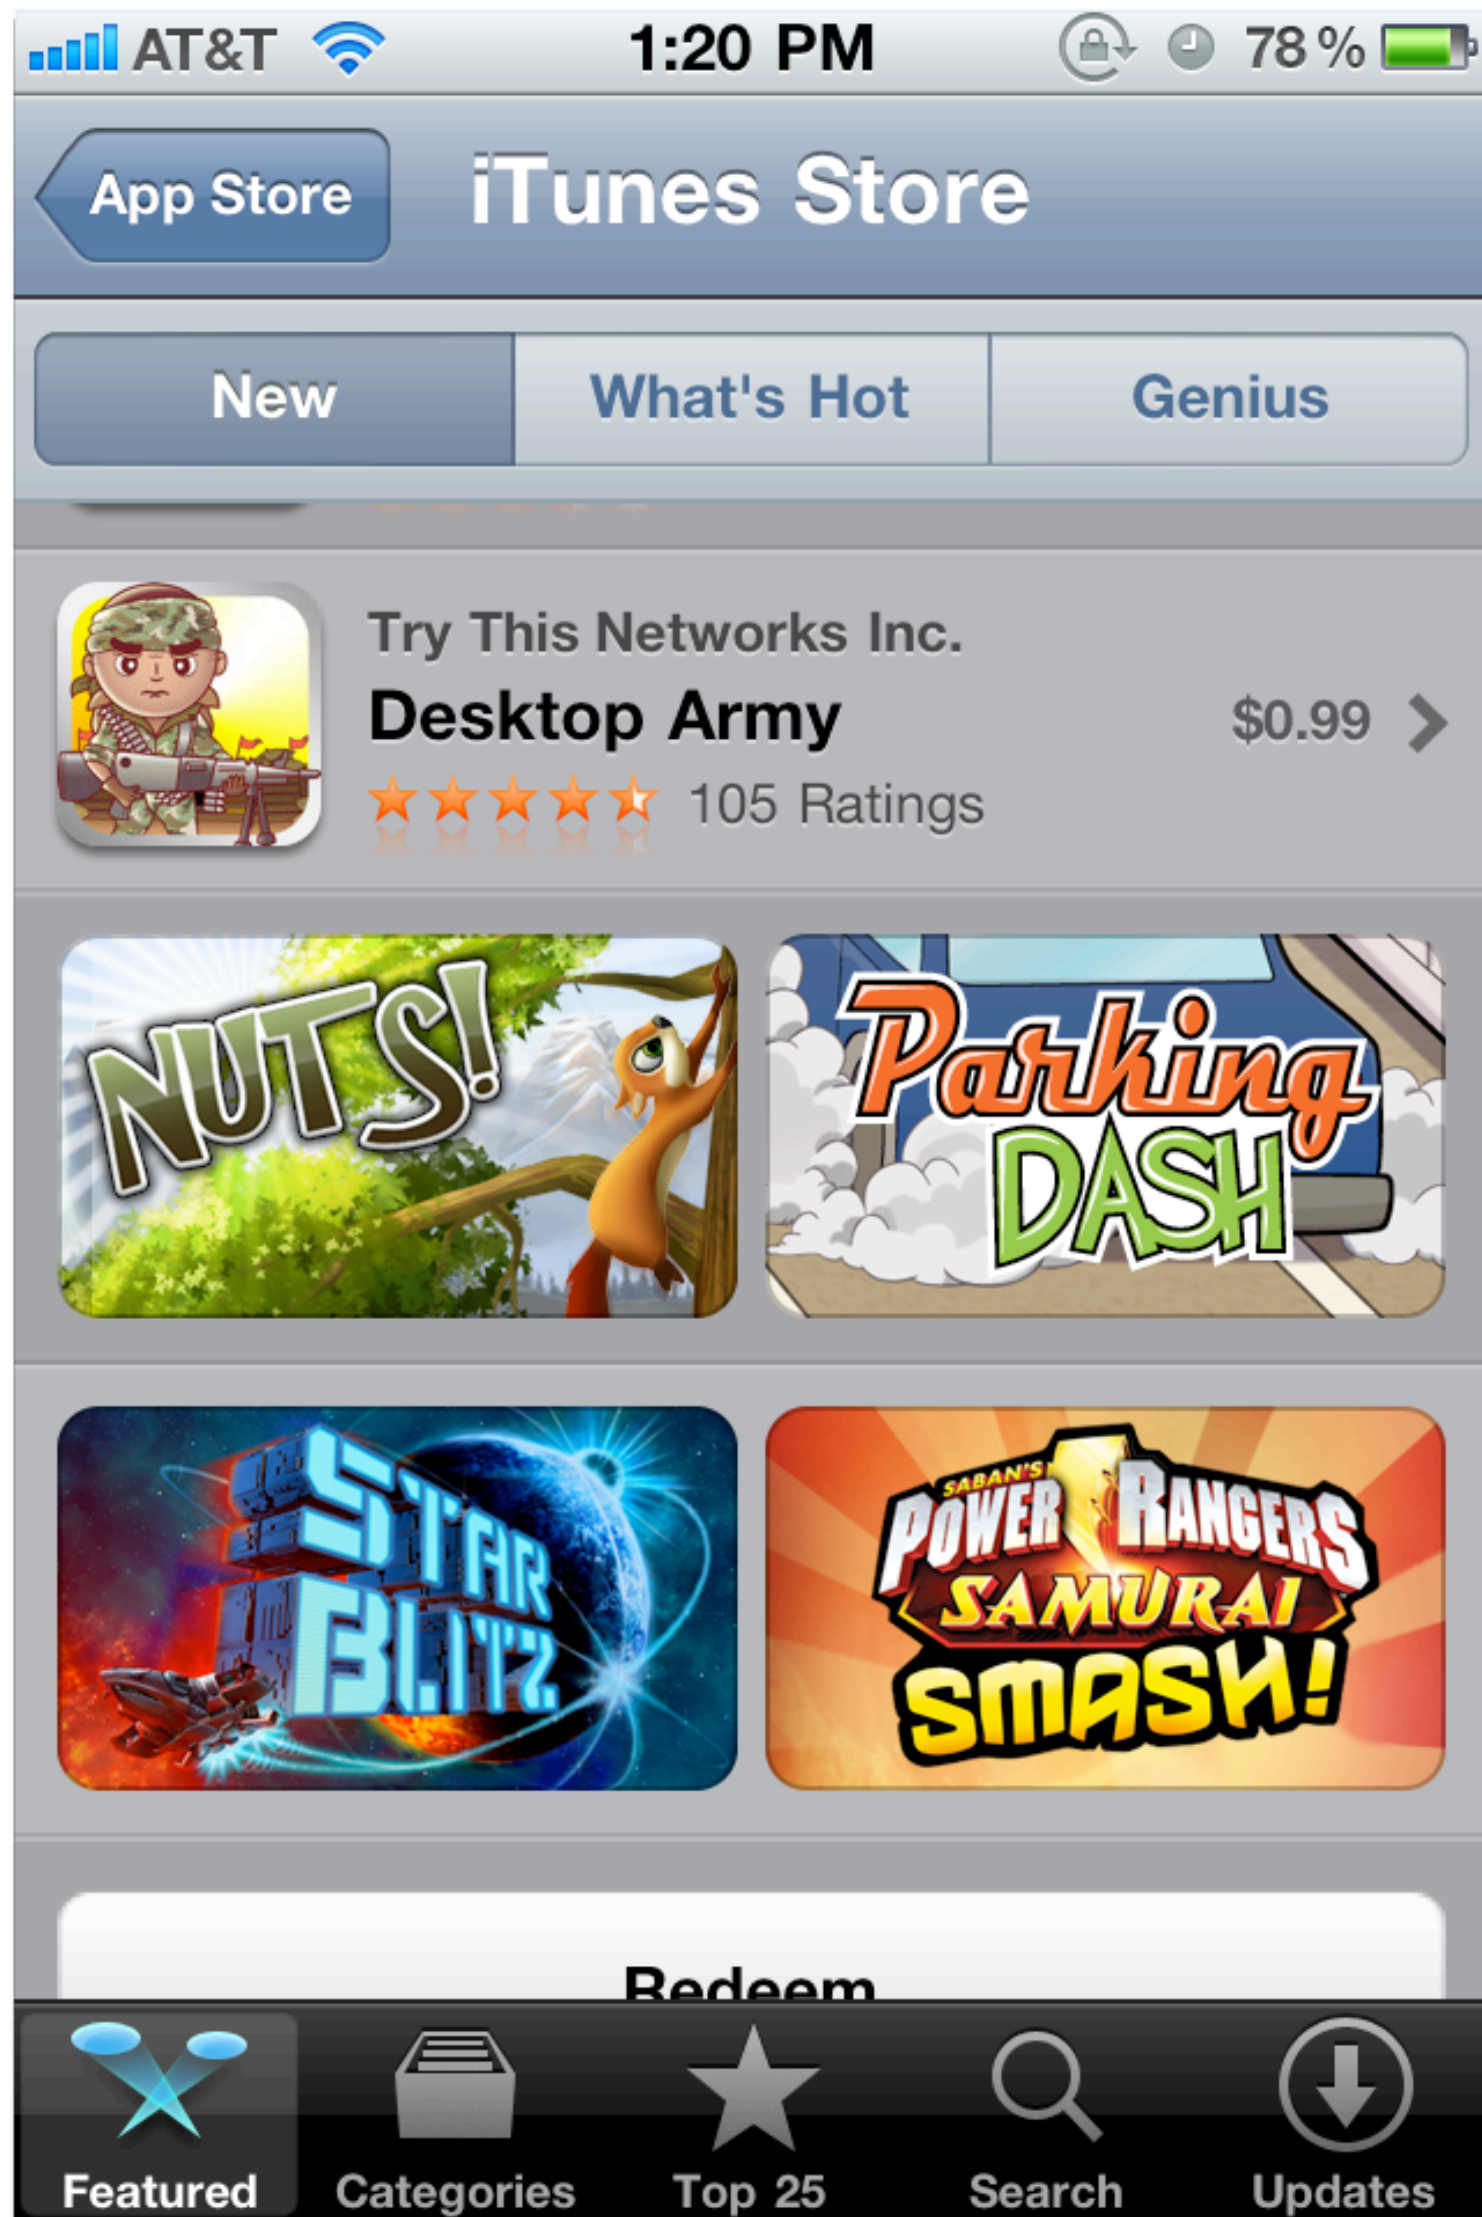 AT&T 1:20 PM 78%
App Store iTunes Store
New What's Hot Genius
Try This Networks Inc.
Desktop Army $0.99
105 Ratings
NUTS!
Parking
DASH
STAR
BLITZ
SABAN'S
POWER RANGERS
SAMURAI
SMASH!
Redeem
Featured Categories Top 25 Search Updates